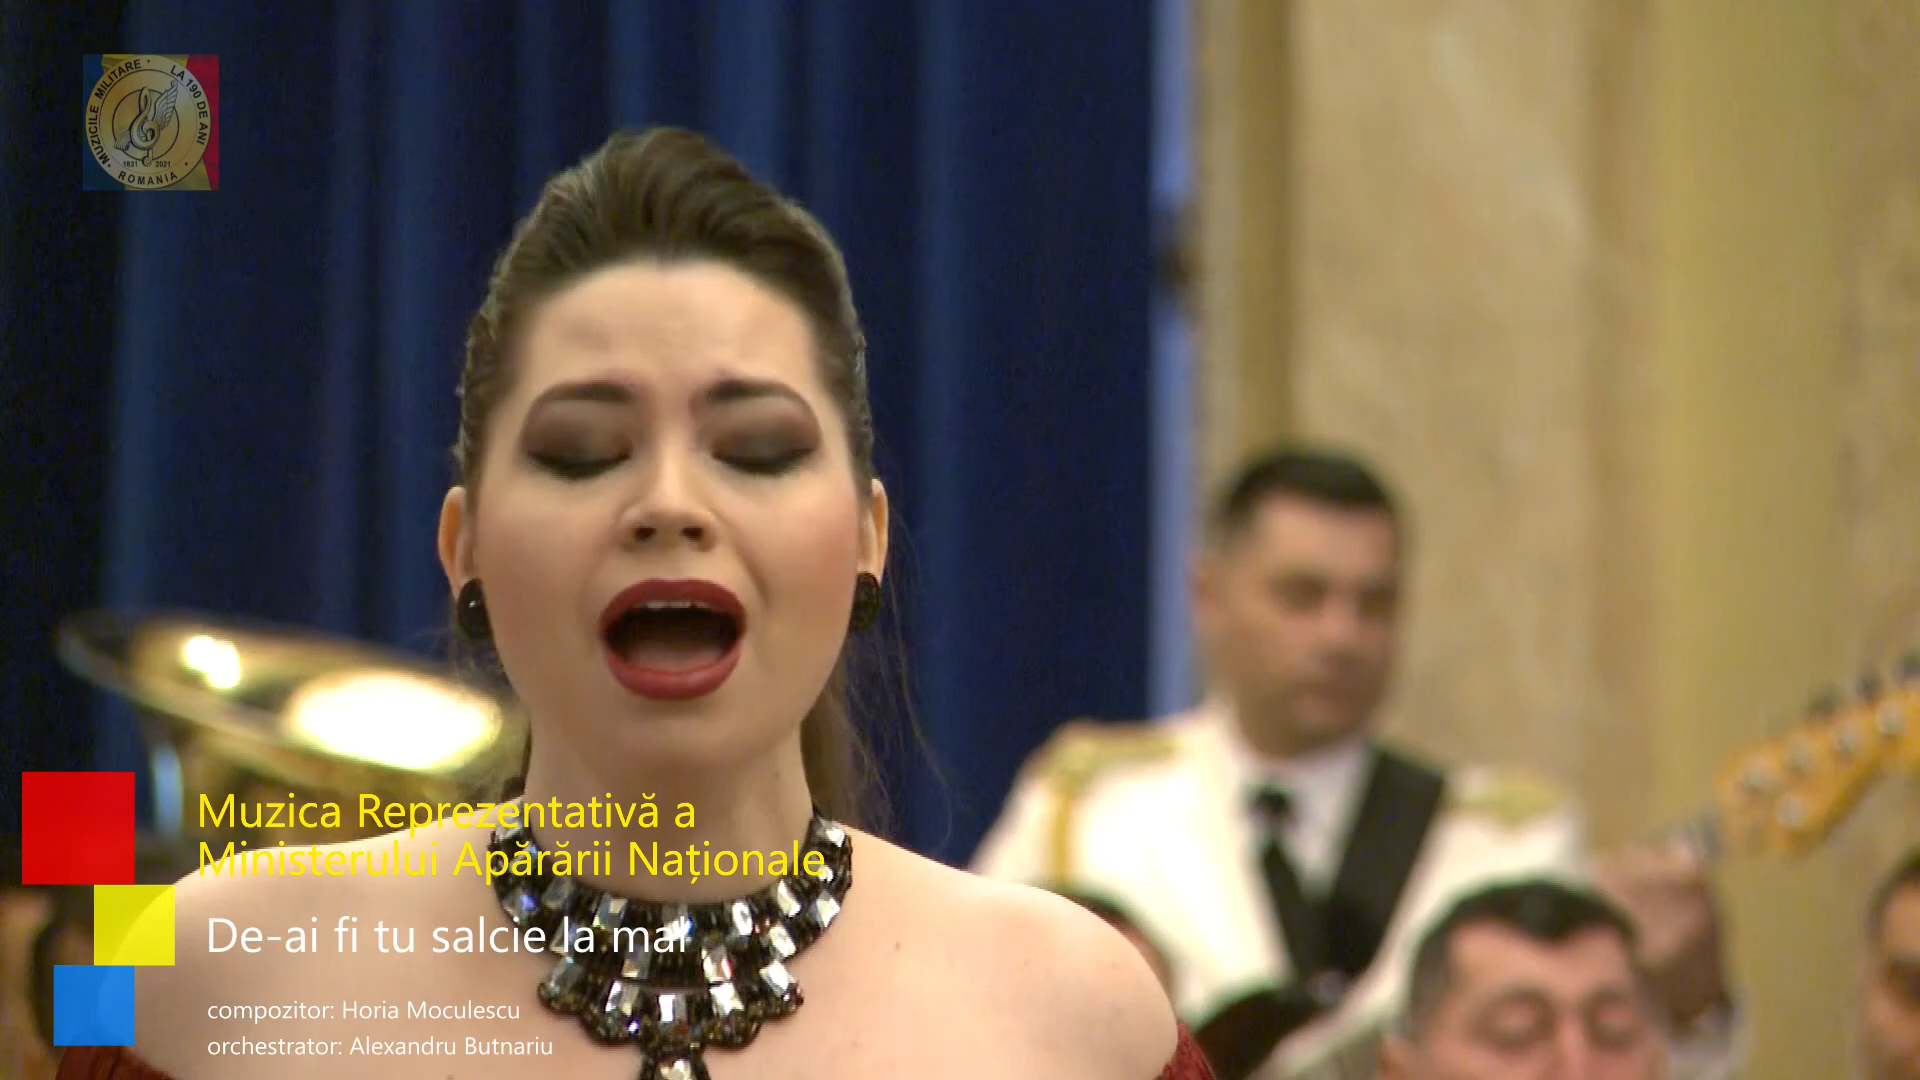 MUZICILE MILITARE • LA 190 DE ANI
1831 2021
ROMANIA
Muzica Reprezentativă a
Ministerului Apărării Naționale
De-ai fi tu salcie la mal
compozitor: Horia Moculescu
orchestrator: Alexandru Butnariu